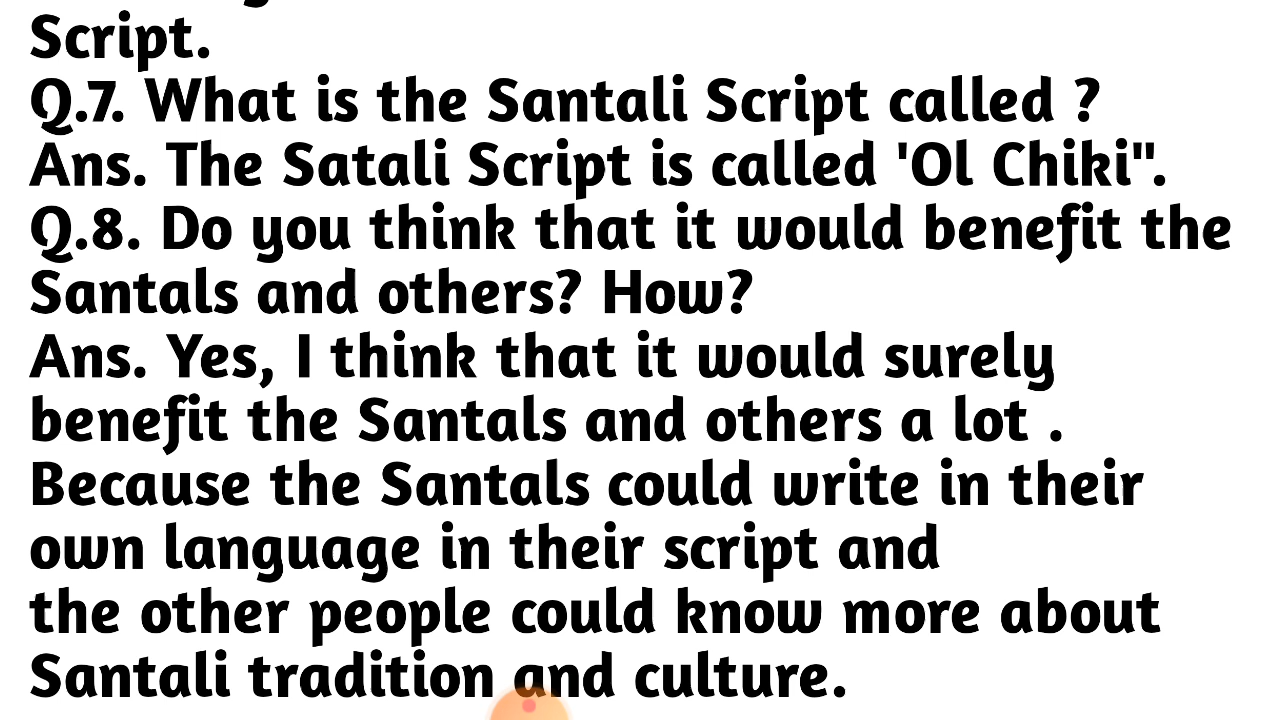 Script.
Q.7. What is the Santali Script called ?
Ans. The Satali Script is called 'Ol Chiki".
Q.8. Do you think that it would benefit the
Santals and others? How?
Ans. Yes, I think that it would surely
benefit the Santals and others a lot .
Because the Santals could write in their
own language in their script and
the other people could know more about
Santali tradition and culture.